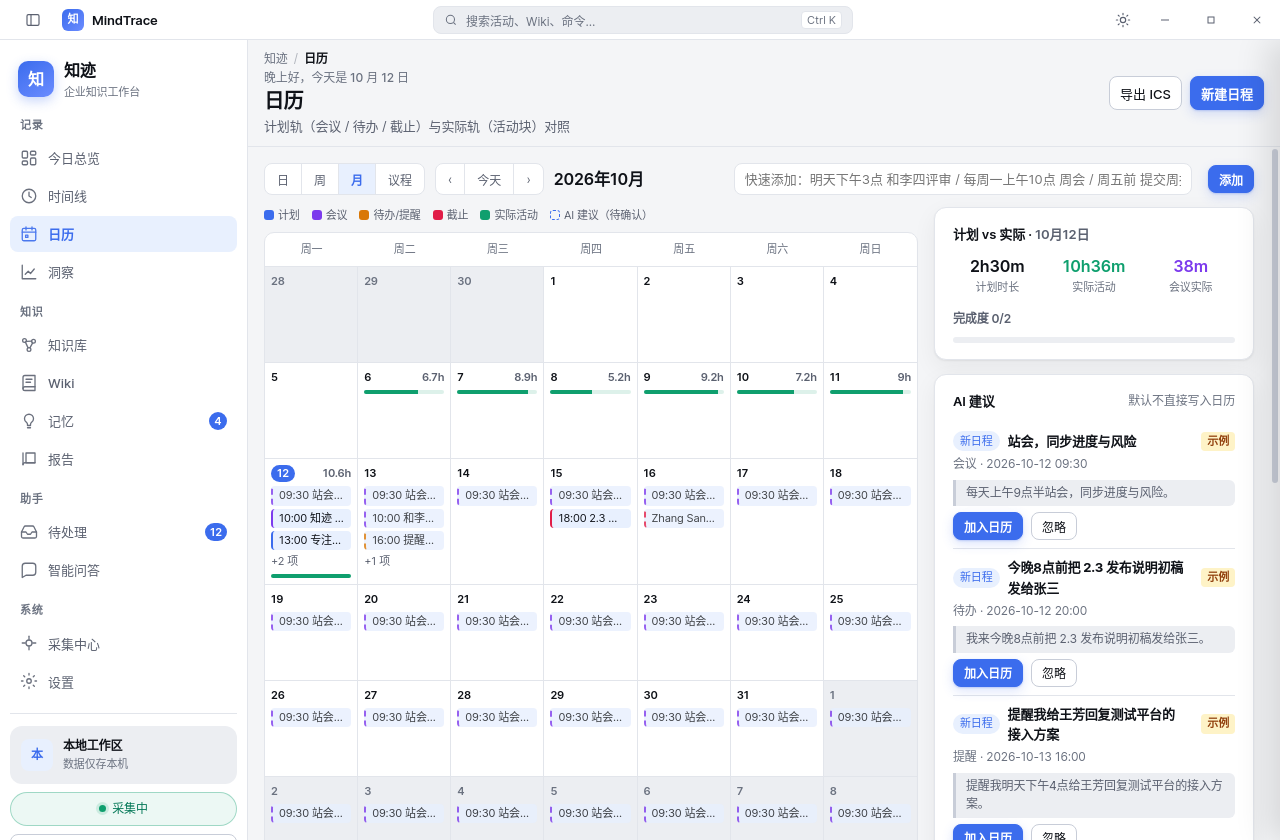 知 MindTrace
搜索活动、Wiki、命令... Ctrl K
知 知迹
企业知识工作台
记录
今日总览
时间线
日历
洞察
知识
知识库
Wiki
记忆 4
报告
助手
待处理 12
智能问答
系统
采集中心
设置
本 本地工作区
数据仅存本机
采集中
知迹 / 日历
晚上好，今天是 10 月 12 日
日历
计划轨（会议 / 待办 / 截止）与实际轨（活动块）对照
导出 ICS 新建日程
日 周 月 议程 ‹ 今天 › 2026年10月
快速添加：明天下午3点 和李四评审 / 每周一上午10点 周会 / 周五前 提交周: 添加
计划 会议 待办/提醒 截止 实际活动 AI 建议（待确认）
周一 周二 周三 周四 周五 周六 周日
28 29 30 1 2 3 4
5 6 6.7h 7 8.9h 8 5.2h 9 9.2h 10 7.2h 11 9h
12 10.6h 13 14 15 16 17 18
09:30 站会... 09:30 站会... 09:30 站会... 09:30 站会... 09:30 站会... 09:30 站会... 09:30 站会...
10:00 知迹 ... 10:00 和李... 18:00 2.3 ... Zhang San...
13:00 专注... 16:00 提醒...
+2 项 +1 项
19 20 21 22 23 24 25
09:30 站会... 09:30 站会... 09:30 站会... 09:30 站会... 09:30 站会... 09:30 站会... 09:30 站会...
26 27 28 29 30 31 1
09:30 站会... 09:30 站会... 09:30 站会... 09:30 站会... 09:30 站会... 09:30 站会... 09:30 站会...
2 3 4 5 6 7 8
09:30 站会... 09:30 站会... 09:30 站会... 09:30 站会... 09:30 站会... 09:30 站会... 09:30 站会...
计划 vs 实际 · 10月12日
2h30m 10h36m 38m
计划时长 实际活动 会议实际
完成度 0/2
AI 建议 默认不直接写入日历
新日程 站会，同步进度与风险 示例
会议 · 2026-10-12 09:30
每天上午9点半站会，同步进度与风险。
加入日历 忽略
新日程 今晚8点前把 2.3 发布说明初稿 示例
发给张三
待办 · 2026-10-12 20:00
我来今晚8点前把 2.3 发布说明初稿发给张三。
加入日历 忽略
新日程 提醒我给王芳回复测试平台的 示例
接入方案
提醒 · 2026-10-13 16:00
提醒我明天下午4点给王芳回复测试平台的接入方
案。
加入日历 忽略